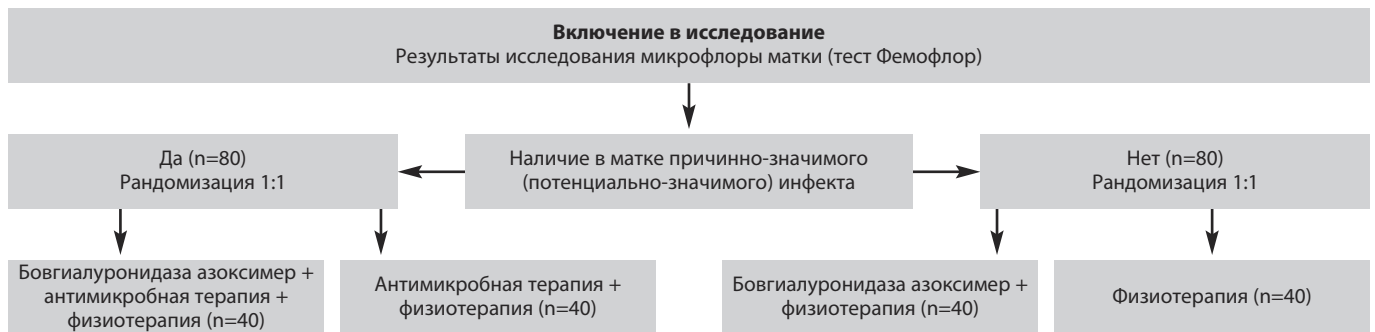 Включение в исследование
Результаты исследования микрофлоры матки (тест Фемофлор)
Да (n=80)
Рандомизация 1:1
Наличие в матке причинно-значимого
(потенциально-значимого) инфекта
Нет (n=80)
Рандомизация 1:1
Бовгиалуронидаза азоксимер +
антимикробная терапия +
физиотерапия (n=40)
Антимикробная терапия +
физиотерапия (n=40)
Бовгиалуронидаза азоксимер +
физиотерапия (n=40)
Физиотерапия (n=40)